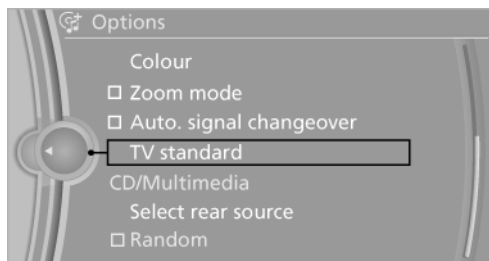 Options
Colour
Zoom mode
Auto. signal changeover
TV standard
CD/Multimedia
Select rear source
Random